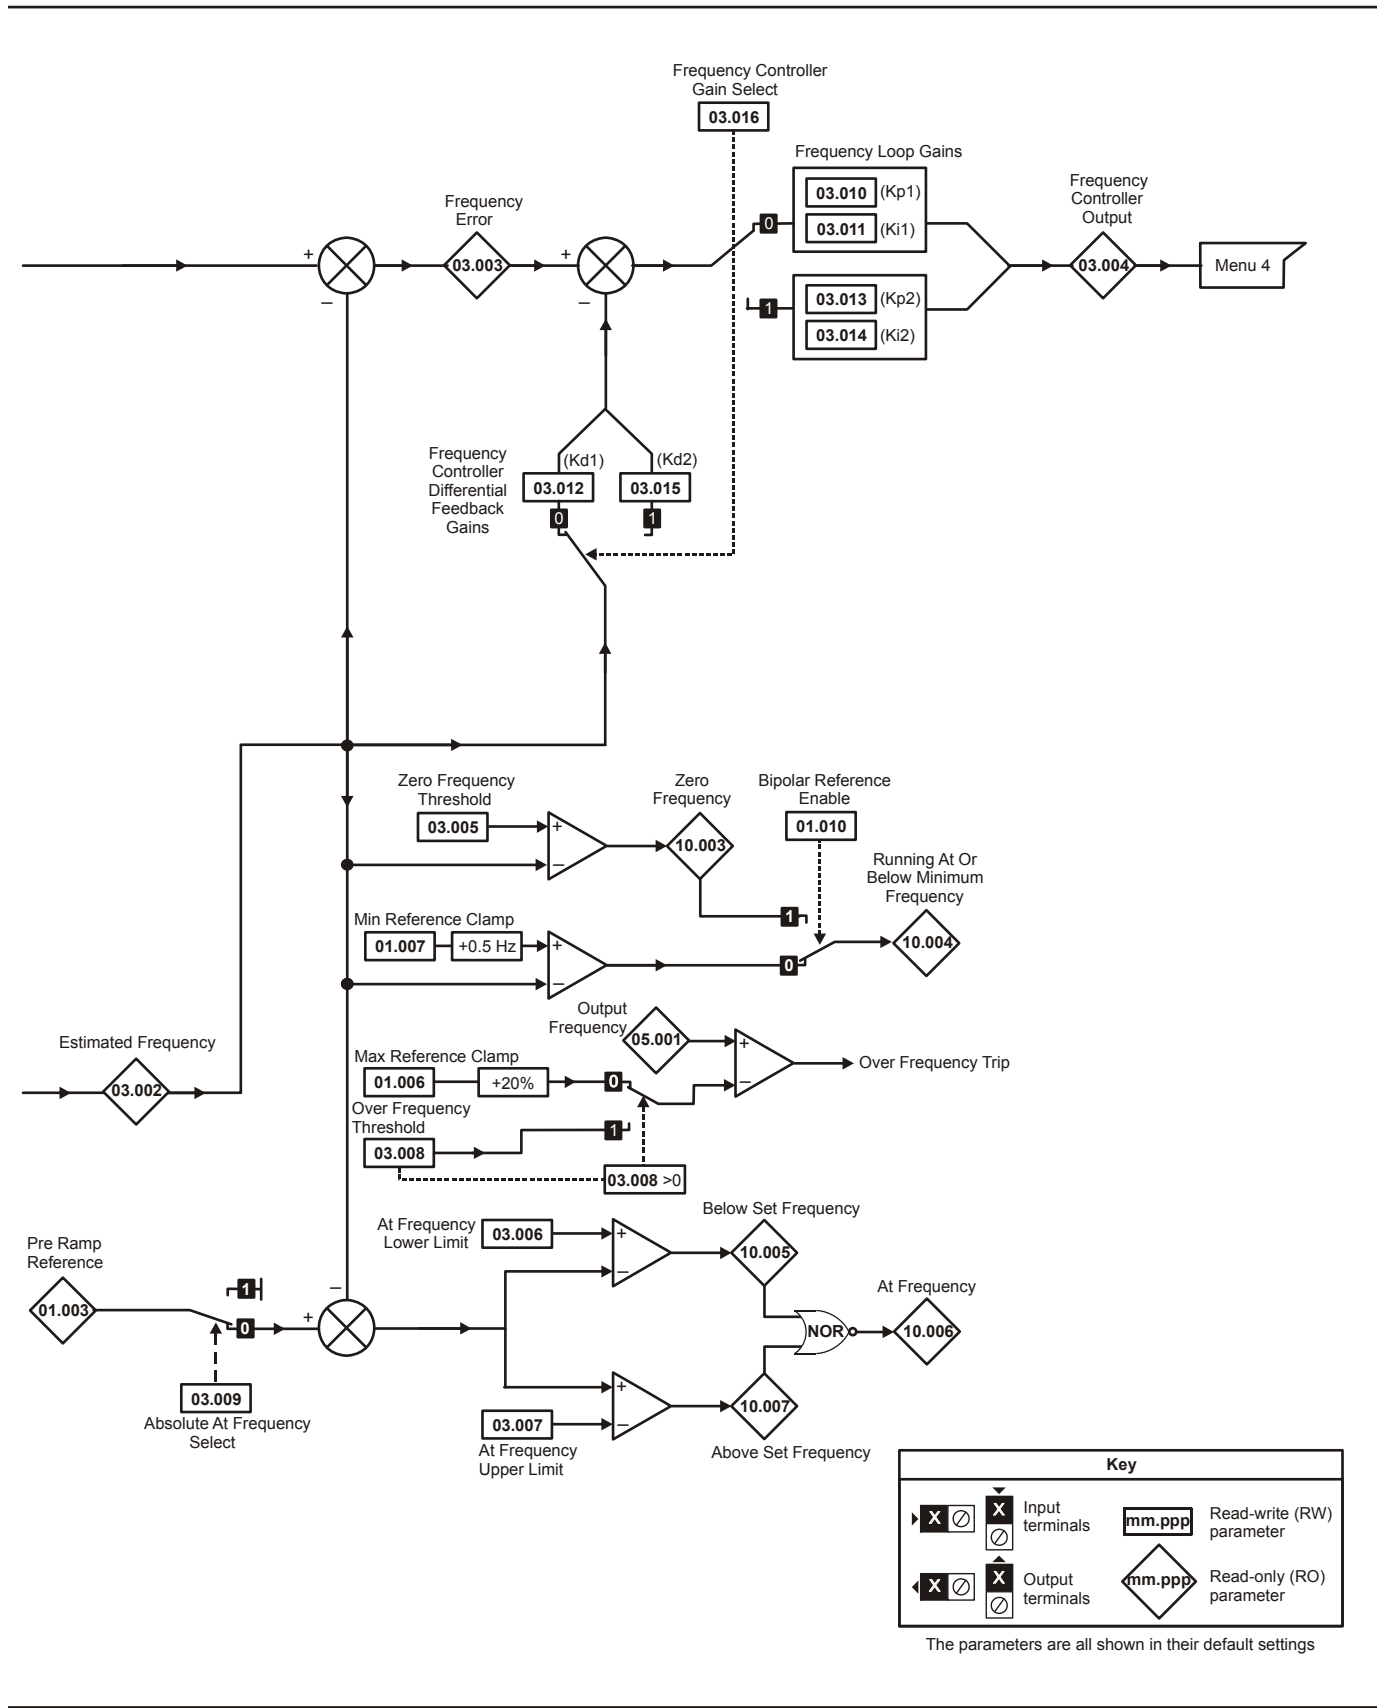 Frequency Controller
Gain Select
03.016
Frequency Loop Gains
03.010 (Kp1)
03.011 (Ki1)
0
Frequency
Error
03.003
+
–
+
–
Frequency
Controller
Output
03.004
Menu 4
1
03.013 (Kp2)
03.014 (Ki2)
Frequency
Controller
Differential
Feedback
Gains
(Kd1)
03.012
0
(Kd2)
03.015
1
Zero Frequency
Threshold
03.005
+
–
Zero
Frequency
10.003
Bipolar Reference
Enable
01.010
Running At Or
Below Minimum
Frequency
10.004
1
0
Min Reference Clamp
01.007
+0.5 Hz
+
–
Output
Frequency
05.001
+
–
Over Frequency Trip
Estimated Frequency
03.002
Max Reference Clamp
01.006
+20%
0
Over Frequency
Threshold
03.008
1
03.008 >0
At Frequency
Lower Limit
03.006
+
–
Below Set Frequency
10.005
Pre Ramp
Reference
01.003
1
0
+
–
03.009
Absolute At Frequency
Select
NOR
At Frequency
10.006
+
–
03.007
At Frequency
Upper Limit
10.007
Above Set Frequency
Key
X
X
Input
terminals
mm.ppp
Read-write (RW)
parameter
X
X
Output
terminals
mm.ppp
Read-only (RO)
parameter
The parameters are all shown in their default settings